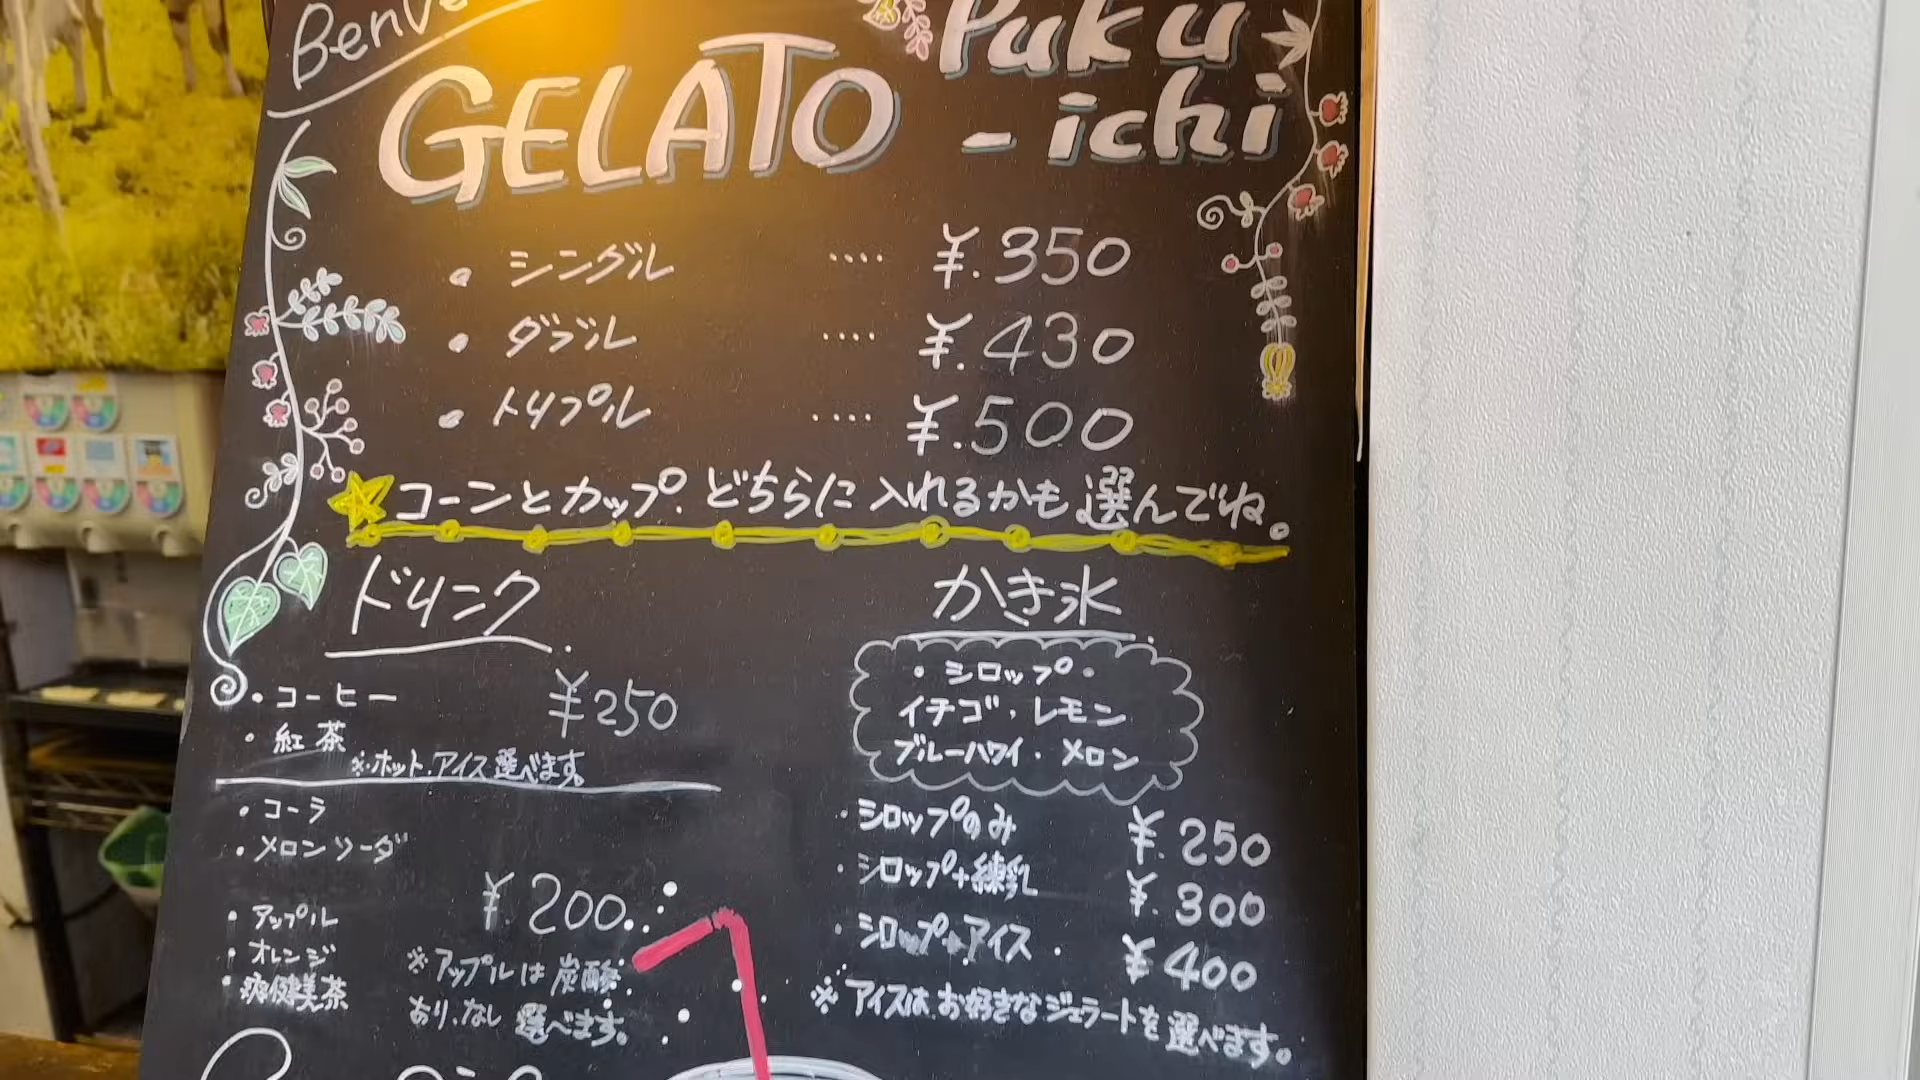 GELATO Puku
-ichi
・シングル .... ¥.350
・ダブル .... ¥.430
・トリプル .... ¥.500
コーンとカップ、どちらに入れるかも選んでね。
ドリンク
・コーヒー ¥250
・紅茶
※ホット、アイス選べます。
・コーラ
・メロンソーダ
¥.200.
・アップル
・オレンジ
・爽健美茶
※アップルは炭酸
あり、なし 選べます。
かき氷
・シロップ・
イチゴ・レモン
ブルーハワイ・メロン
・シロップのみ ¥.250
・シロップ+練乳 ¥.300
・シロップ+アイス ¥400
※アイスは、お好きなジェラートを選べます。